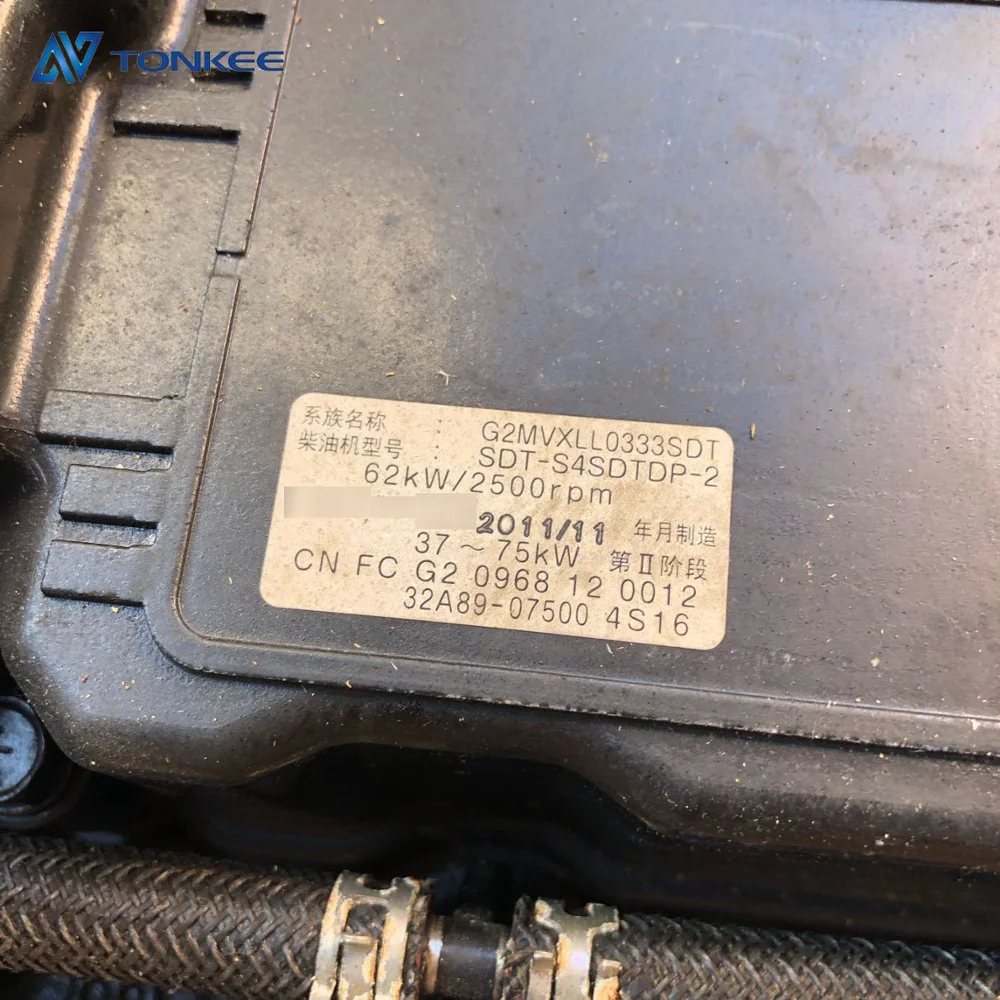 TONKEE
系族名称 : G2MVXLL0333SDT
柴油机型号 : SDT-S4SDTDP-2
62kW/2500rpm
2011/11 年月制造
37～75kW 第Ⅱ阶段
CN FC G2 0968 12 0012
32A89-07500 4S16